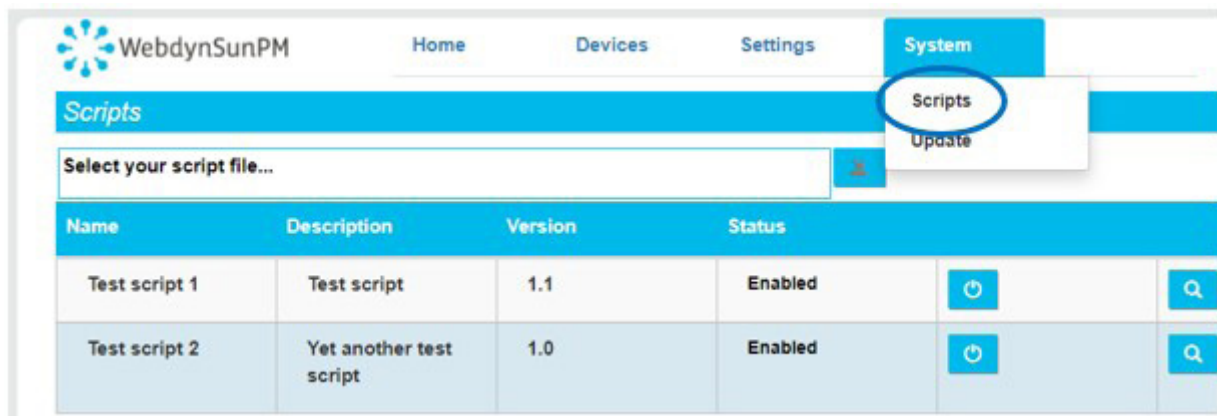 WebdynSunPM Home Devices Settings System
Scripts
Scripts
Update
Select your script file...
Name Description Version Status
Test script 1 Test script 1.1 Enabled
Test script 2 Yet another test 1.0 Enabled
script